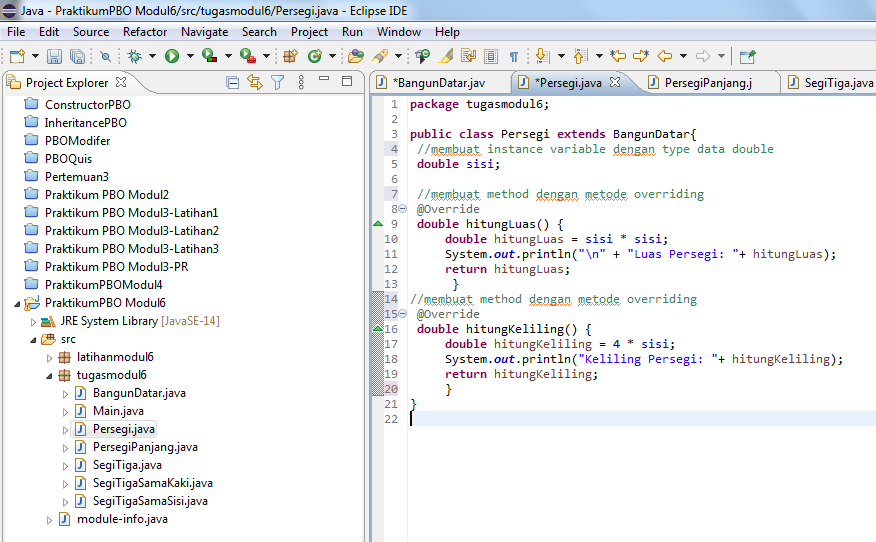 Java - PraktikumPBO Modul6/src/tugasmodul6/Persegi.java - Eclipse IDE
File Edit Source Refactor Navigate Search Project Run Window Help
Project Explorer
ConstructorPBO
InheritancePBO
PBOModifer
PBOQuis
Pertemuan3
Praktikum PBO Modul2
Praktikum PBO Modul3-Latihan1
Praktikum PBO Modul3-Latihan2
Praktikum PBO Modul3-Latihan3
Praktikum PBO Modul3-PR
PraktikumPBOModul4
PraktikumPBO Modul6
JRE System Library [JavaSE-14]
src
latihanmodul6
tugasmodul6
BangunDatar.java
Main.java
Persegi.java
PersegiPanjang.java
SegiTiga.java
SegiTigaSamaKaki.java
SegiTigaSamaSisi.java
module-info.java
*BangunDatar.jav *Persegi.java PersegiPanjang.j SegiTiga.java
1 package tugasmodul6;
2
3 public class Persegi extends BangunDatar{
4 //membuat instance variable dengan type data double
5 double sisi;
6
7 //membuat method dengan metode overriding
8 @Override
9 double hitungLuas() {
10 double hitungLuas = sisi * sisi;
11 System.out.println("\n" + "Luas Persegi: "+ hitungLuas);
12 return hitungLuas;
13 }
14 //membuat method dengan metode overriding
15 @Override
16 double hitungKeliling() {
17 double hitungKeliling = 4 * sisi;
18 System.out.println("Keliling Persegi: "+ hitungKeliling);
19 return hitungKeliling;
20 }
21 }
22